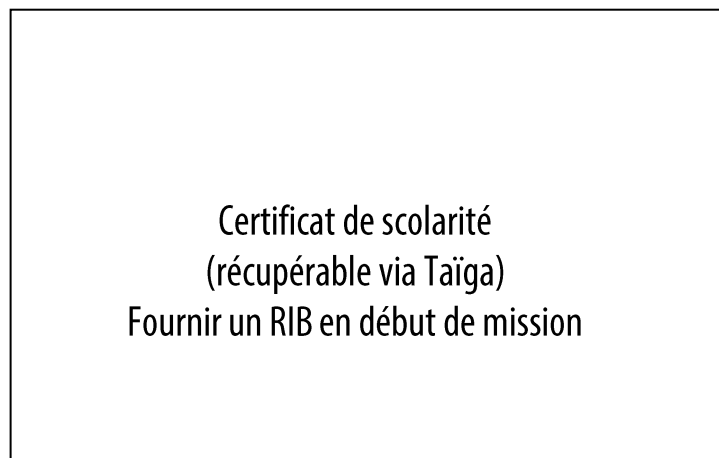 Certificat de scolarité
(récupérable via Taïga)
Fournir un RIB en début de mission